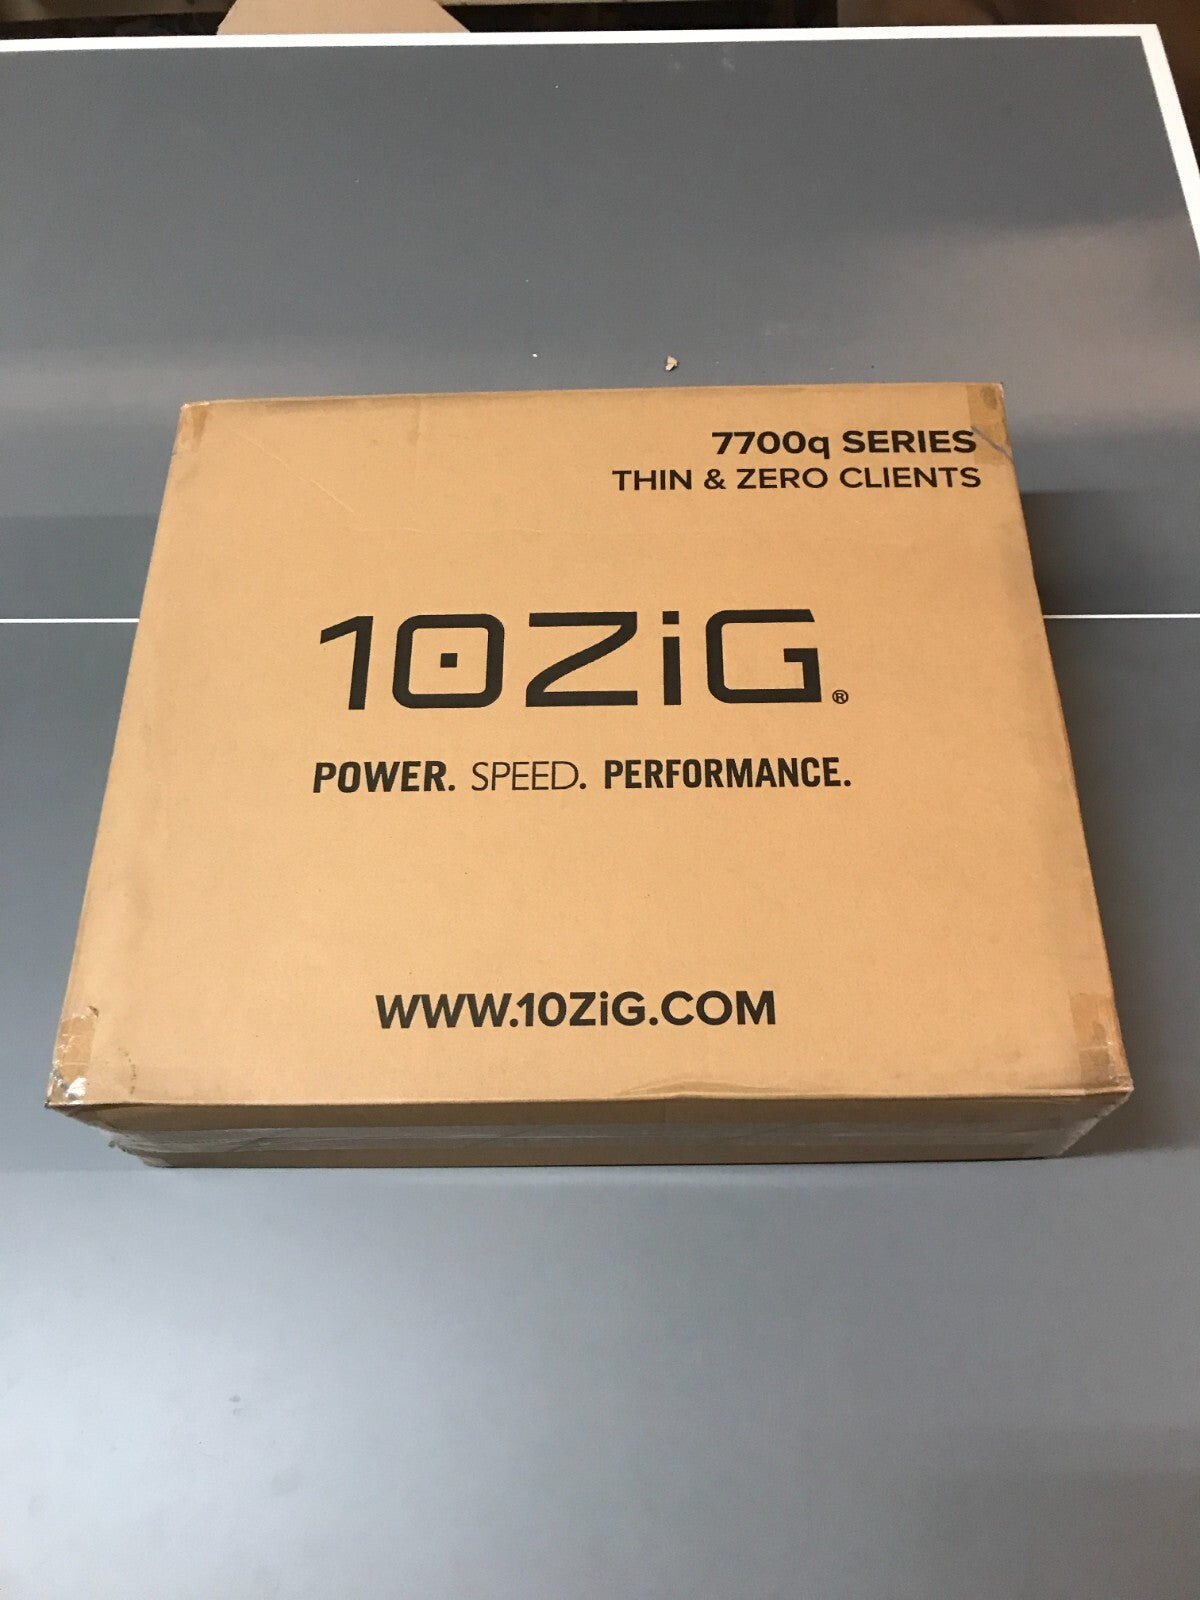 7700q SERIES
THIN & ZERO CLIENTS
10ZiG®
POWER. SPEED. PERFORMANCE.
WWW.10ZiG.COM